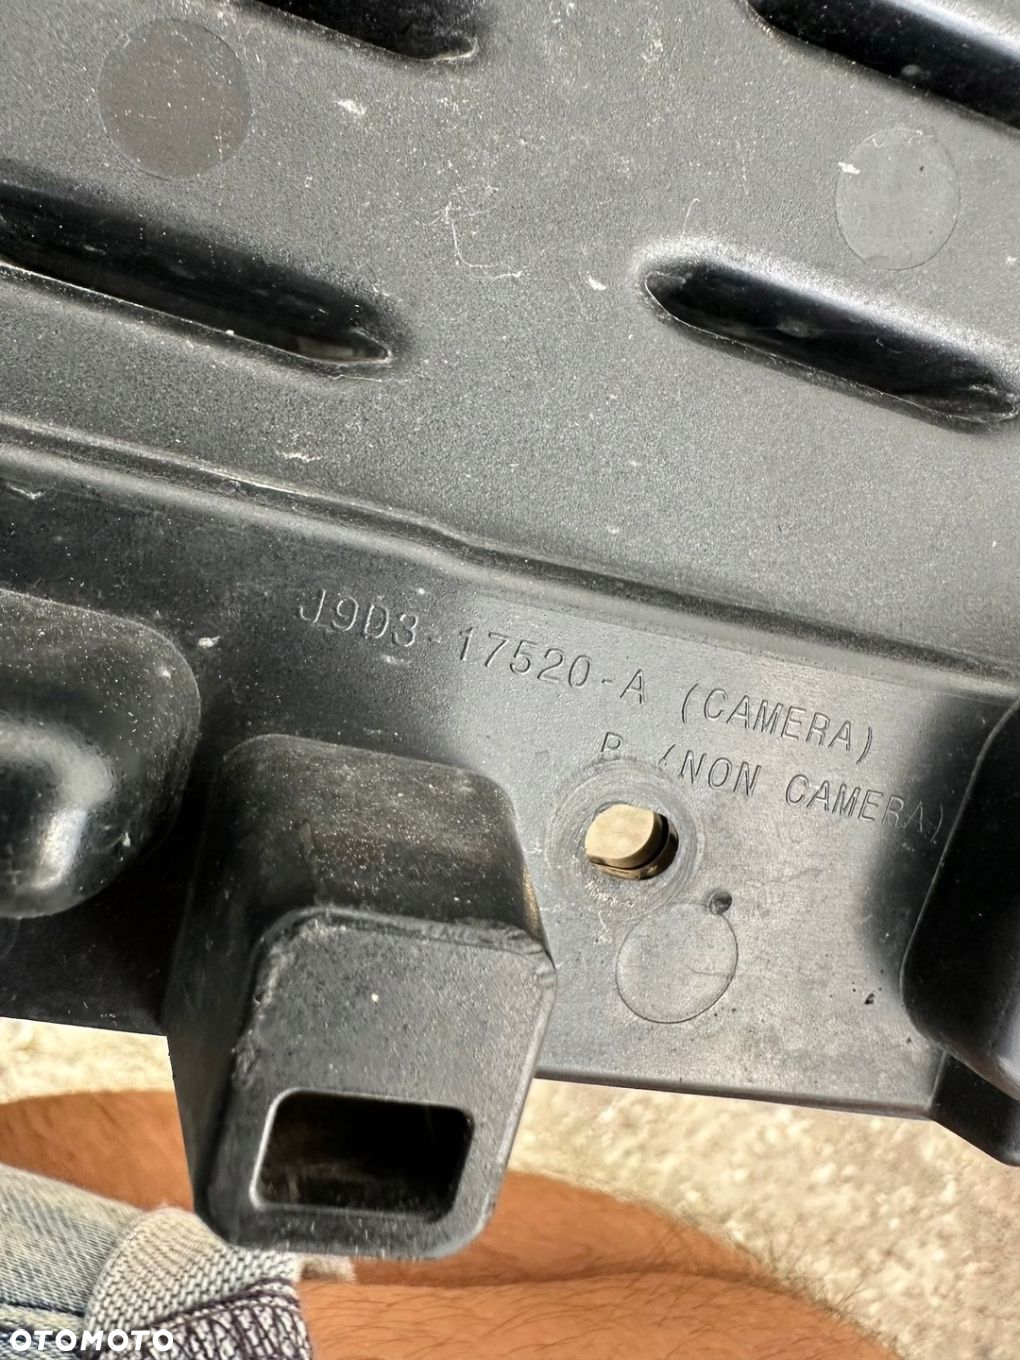 J9D3-17520-A (CAMERA)
B (NON CAMERA)
OTOMOTO